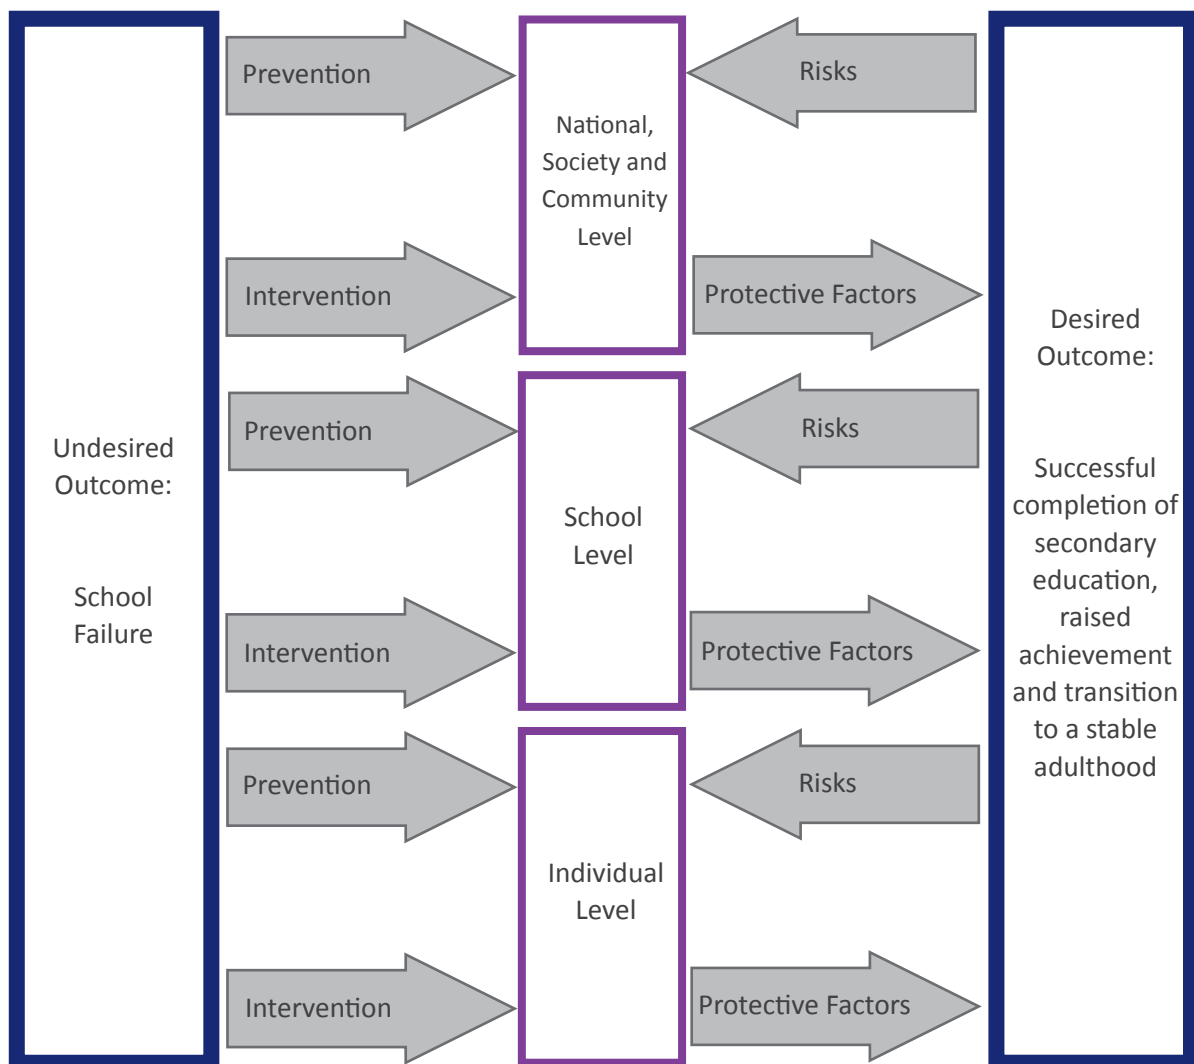 Undesired
Outcome:
School
Failure
Prevention
Intervention
Prevention
Intervention
Prevention
Intervention
National,
Society and
Community
Level
School
Level
Individual
Level
Risks
Protective Factors
Risks
Protective Factors
Risks
Protective Factors
Desired
Outcome:
Successful
completion of
secondary
education,
raised
achievement
and transition
to a stable
adulthood